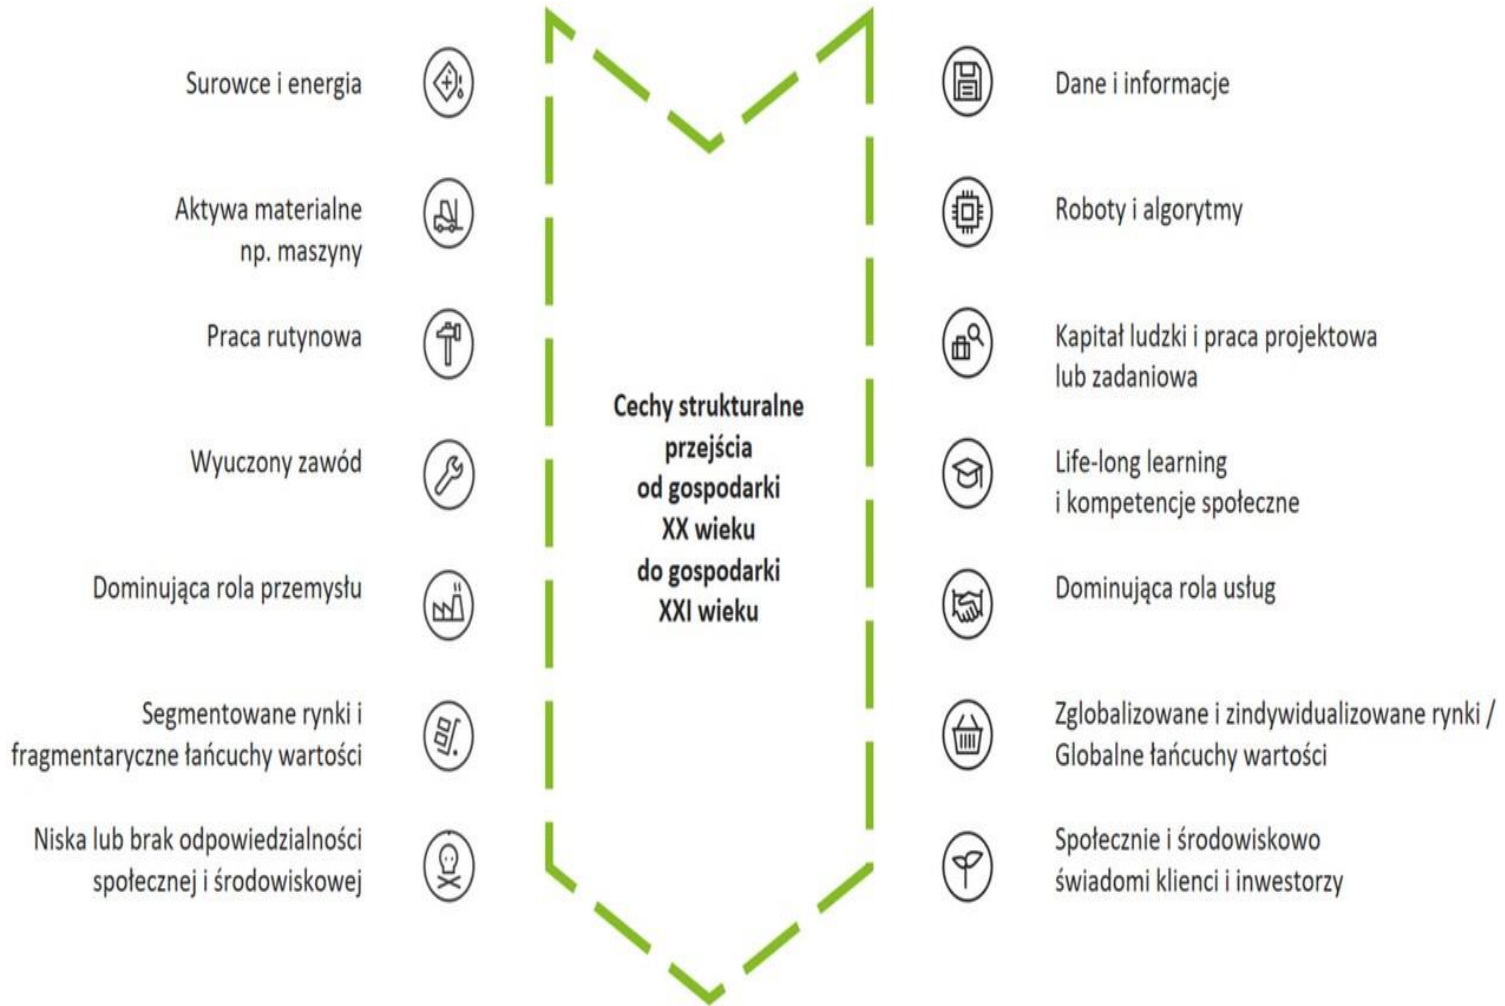 Surowce i energia
Aktywa materialne
np. maszyny
Praca rutynowa
Wyuczony zawód
Dominująca rola przemysłu
Segmentowane rynki i
fragmentaryczne łańcuchy wartości
Niska lub brak odpowiedzialności
społecznej i środowiskowej
Cechy strukturalne
przejścia
od gospodarki
XX wieku
do gospodarki
XXI wieku
Dane i informacje
Roboty i algorytmy
Kapitał ludzki i praca projektowa
lub zadaniowa
Life-long learning
i kompetencje społeczne
Dominująca rola usług
Zglobalizowane i zindywidualizowane rynki /
Globalne łańcuchy wartości
Społecznie i środowiskowo
świadomi klienci i inwestorzy